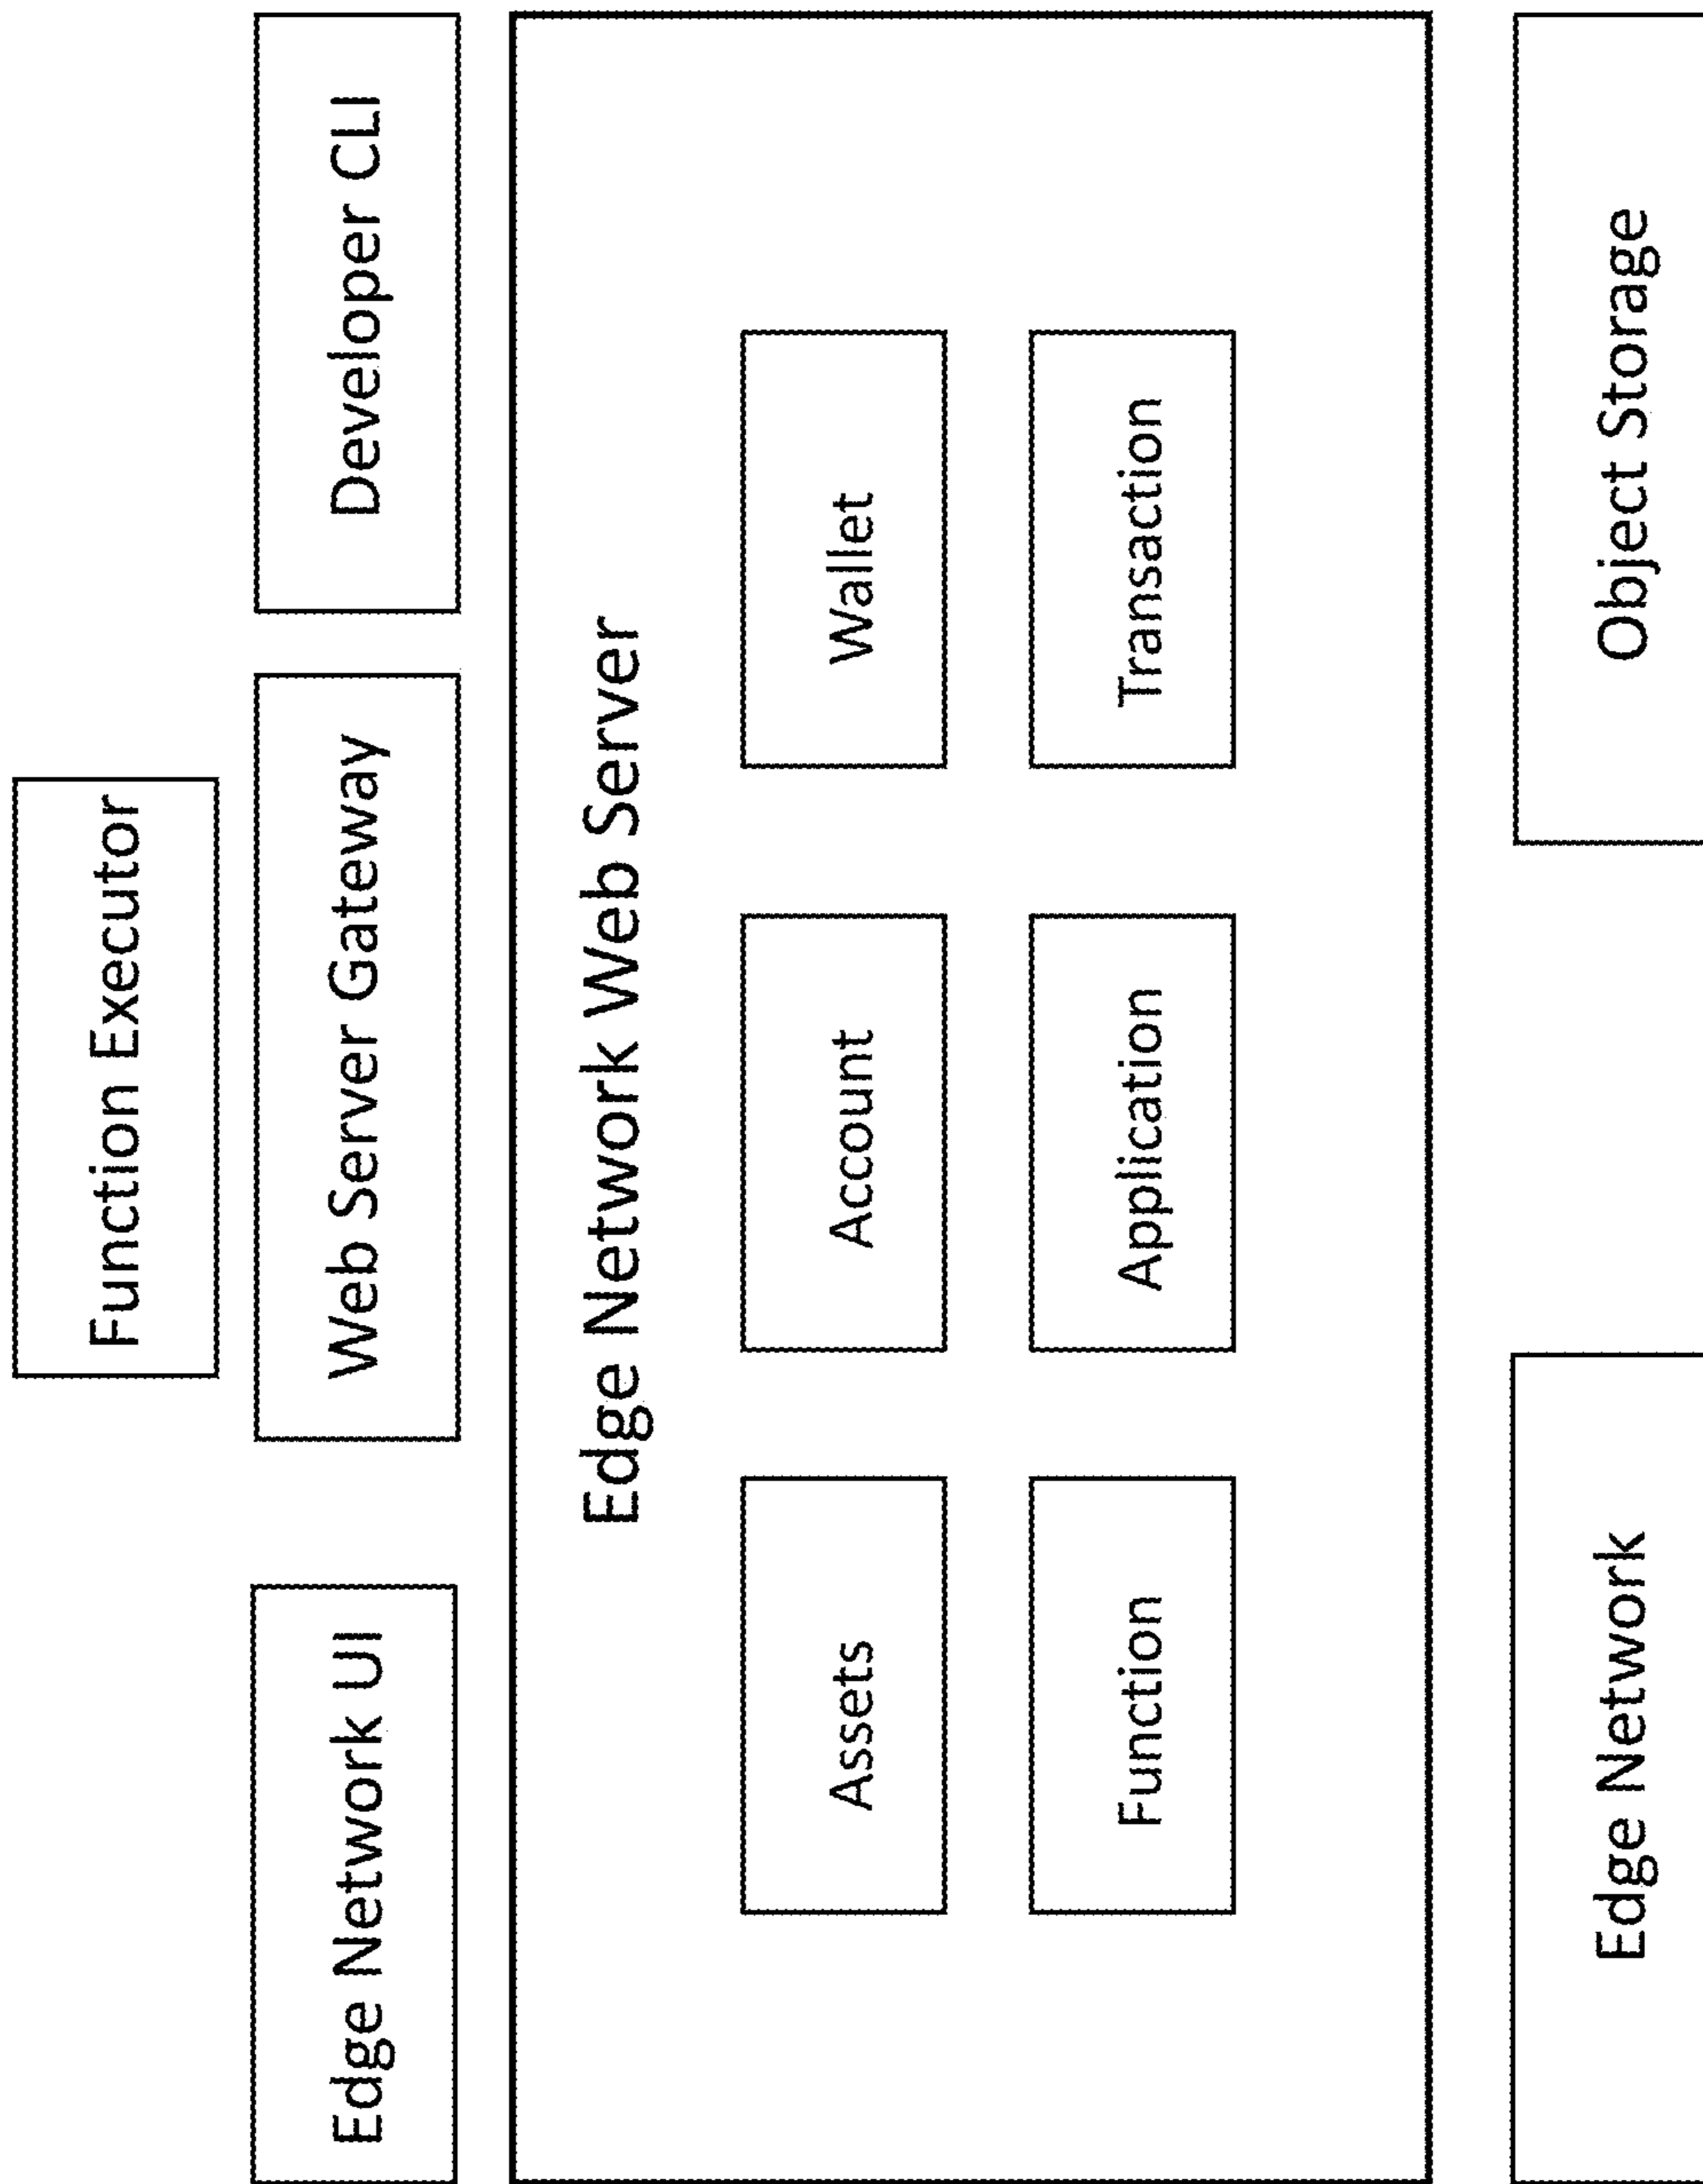 Function Executor
Edge Network UI
Web Server Gateway
Developer CLI
Edge Network Web Server
Assets
Account
Wallet
Function
Application
Transaction
Edge Network
Object Storage